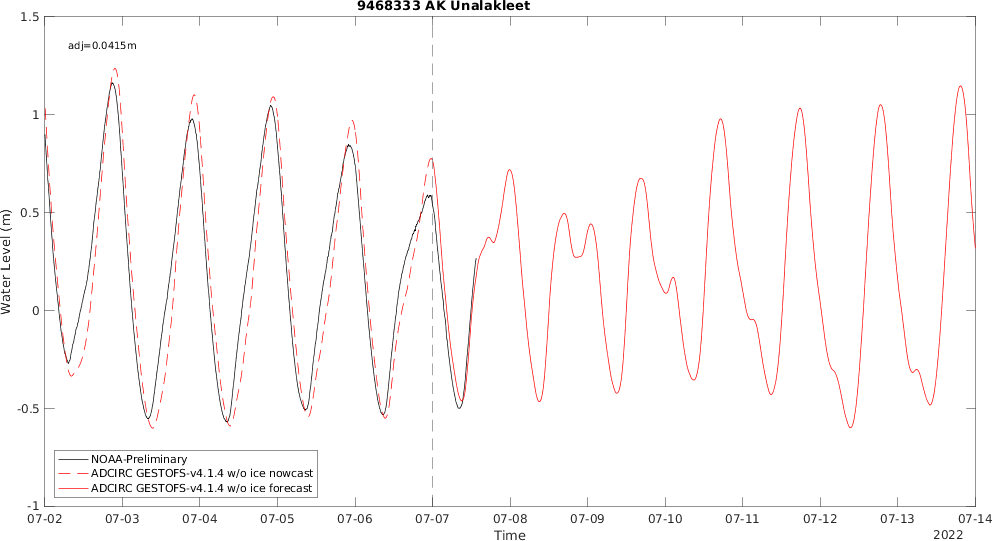 9468333 AK Unalakleet
adj=0.0415m
1.5
1
0.5
0
-0.5
-1
Water Level (m)
NOAA-Preliminary
ADCIRC GESTOFS-v4.1.4 w/o ice nowcast
ADCIRC GESTOFS-v4.1.4 w/o ice forecast
07-02 07-03 07-04 07-05 07-06 07-07 07-08 07-09 07-10 07-11 07-12 07-13 07-14
Time
2022